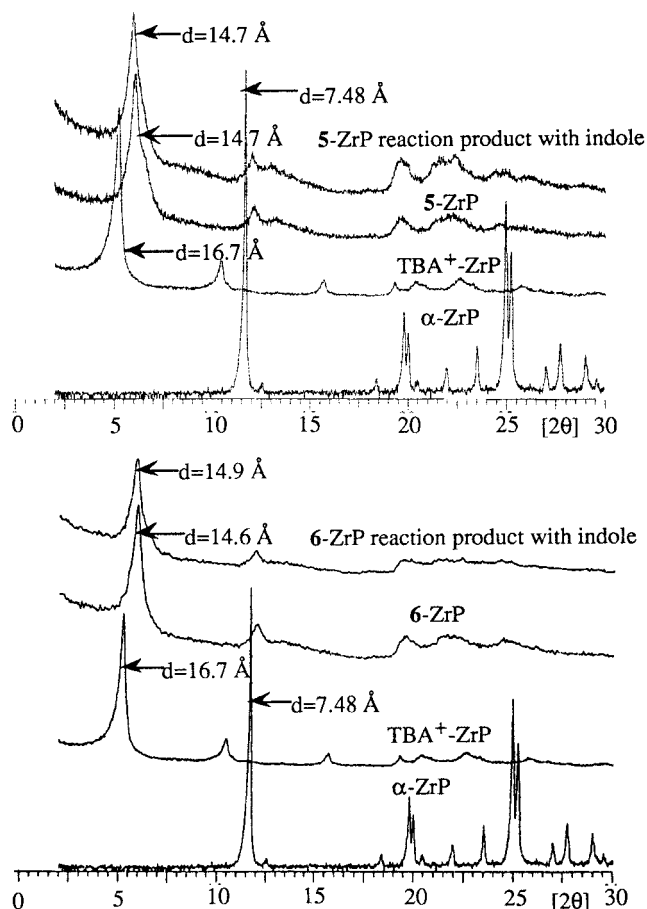 d=14.7 Å
d=7.48 Å
d=14.7 Å
5-ZrP reaction product with indole
5-ZrP
d=16.7 Å
TBA⁺-ZrP
α-ZrP
0 5 10 15 20 25 [2θ] 30
d=14.9 Å
d=14.6 Å
6-ZrP reaction product with indole
6-ZrP
d=16.7 Å
d=7.48 Å
TBA⁺-ZrP
α-ZrP
0 5 10 15 20 25 [2θ] 30